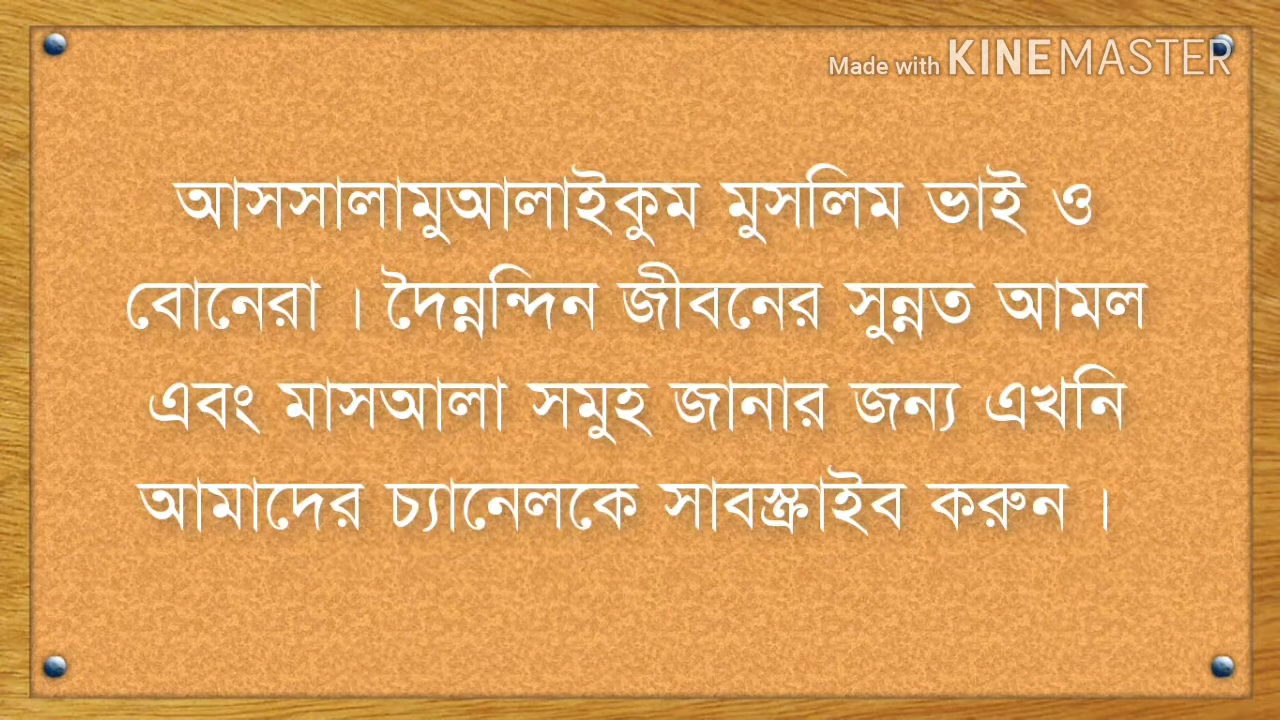 Made with KINEMASTER
আসসালামুআলাইকুম মুসলিম ভাই ও
বোনেরা । দৈন্নন্দিন জীবনের সুন্নত আমল
এবং মাসআলা সমুহ জানার জন্য এখনি
আমাদের চ্যানেলকে সাবস্ক্রাইব করুন ।